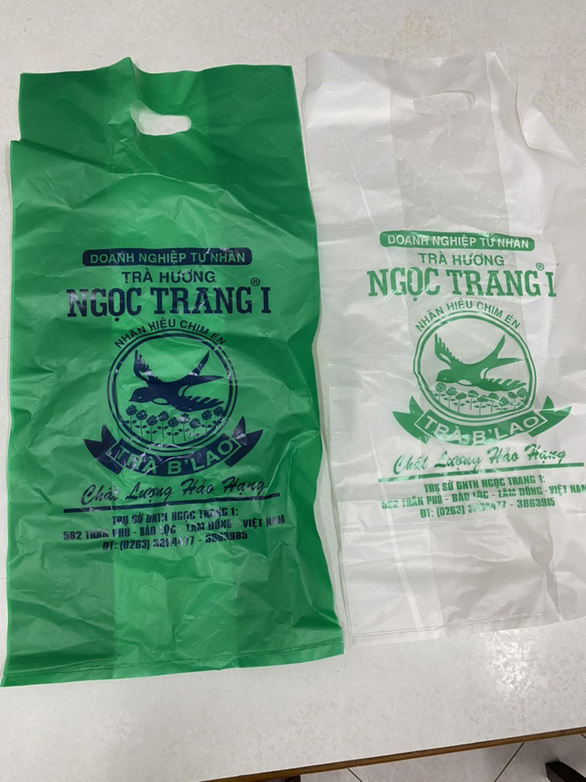 DOANH NGHIỆP TƯ NHÂN
TRÀ HƯƠNG
NGỌC TRANG I®
NHÃN HIỆU CHIM ÉN
TRÀ B'LAO
Chất Lượng Hảo Hạng
TRỤ SỞ DNTN NGỌC TRANG 1:
582 TRẦN PHÚ - BẢO LỘC - LÂM ĐỒNG - VIỆT NAM
ĐT: (0263)
DOANH NGHIỆP TƯ NHÂN
TRÀ HƯƠNG
NGỌC TRANG I®
NHÃN HIỆU CHIM ÉN
TRÀ B'LAO
Chất Lượng Hảo Hạng
TRỤ SỞ DNTN NGỌC TRANG 1:
582 TRẦN PHÚ - BẢO LỘC - LÂM ĐỒNG - VIỆT NAM
ĐT: (0263)